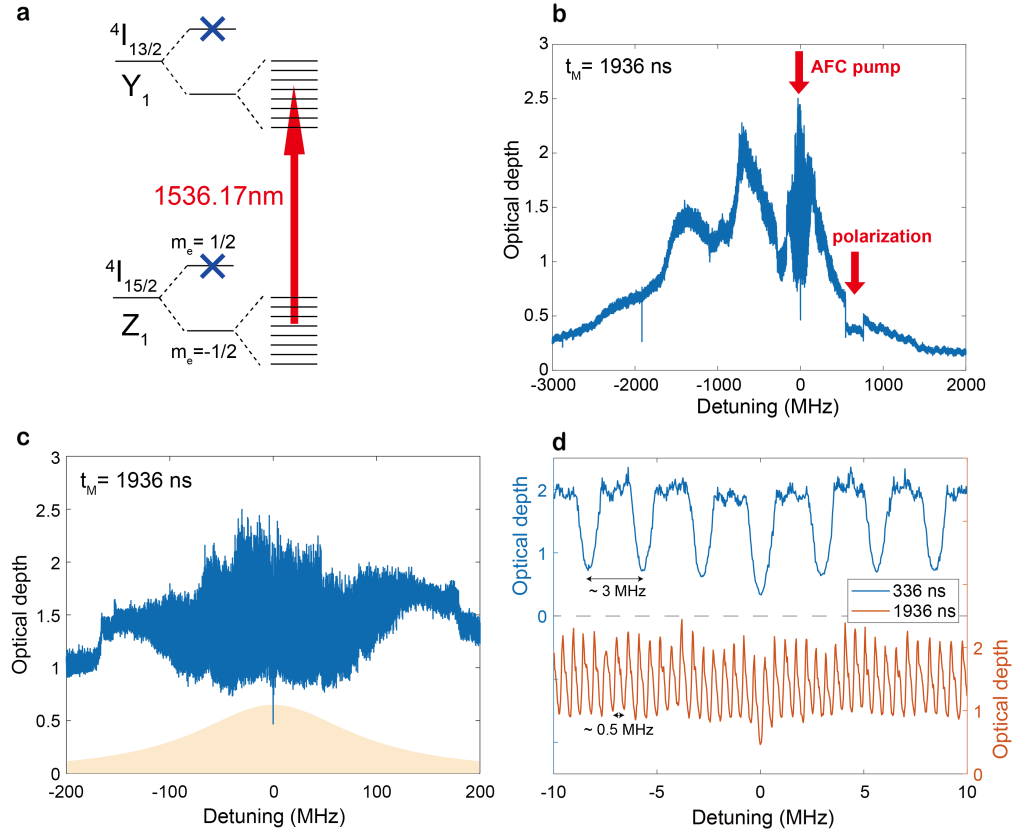 a
⁴I₁₃/₂
Y₁
1536.17nm
mₑ= 1/2
⁴I₁₅/₂
Z₁
mₑ=-1/2
b
t_M= 1936 ns
AFC pump
polarization
Optical depth
3
2.5
2
1.5
1
0.5
0
-3000 -2000 -1000 0 1000 2000
Detuning (MHz)
c
t_M= 1936 ns
Optical depth
3
2.5
2
1.5
1
0.5
0
-200 -100 0 100 200
Detuning (MHz)
d
Optical depth
2
1
0
~ 3 MHz
336 ns
1936 ns
~ 0.5 MHz
2
1
0
Optical depth
-10 -5 0 5 10
Detuning (MHz)